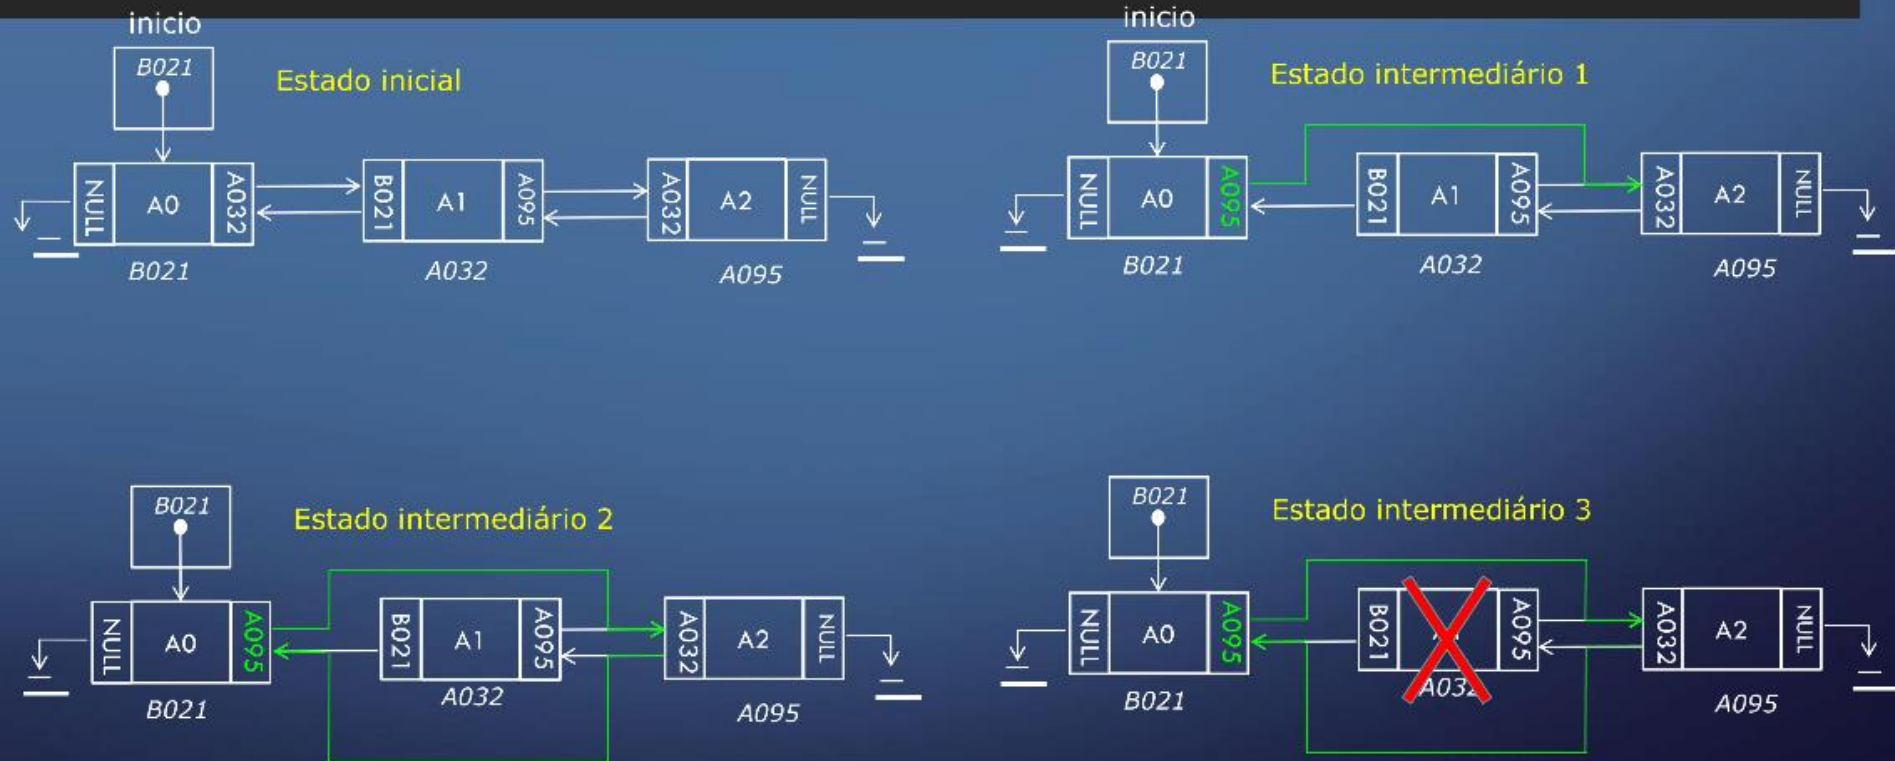 inicio
B021
Estado inicial
NULL
A0
A032
B021
A1
A095
A032
A2
NULL
B021
A032
A095
inicio
B021
Estado intermediário 1
NULL
A0
A095
B021
A1
A095
A032
A2
NULL
B021
A032
A095
B021
Estado intermediário 2
NULL
A0
A095
B021
A1
A095
A032
A2
NULL
B021
A032
A095
B021
Estado intermediário 3
NULL
A0
A095
B021
A095
A032
A2
NULL
B021
A032
A095